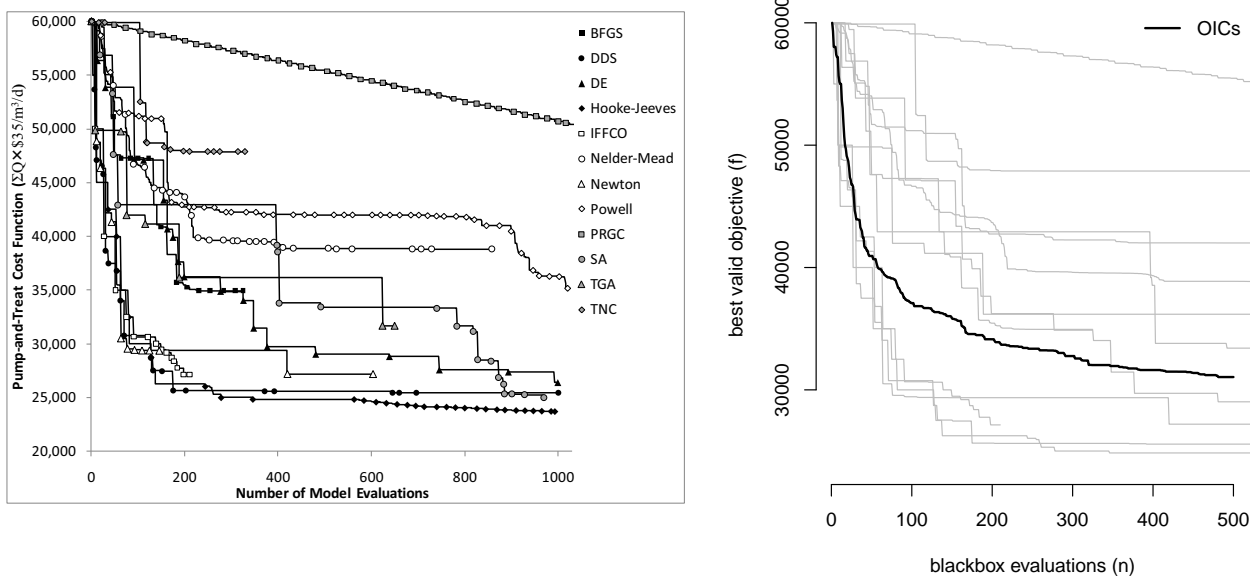 60,000
55,000
50,000
45,000
40,000
35,000
30,000
25,000
20,000
Pump-and-Treat Cost Function (ΣQ×$35/m³/d)
0
200
400
600
800
1000
Number of Model Evaluations
BFGS
DDS
DE
Hooke-Jeeves
IFFCO
Nelder-Mead
Newton
Powell
PRGC
SA
TGA
TNC
60000
50000
40000
30000
best valid objective (f)
OICs
0
100
200
300
400
500
blackbox evaluations (n)